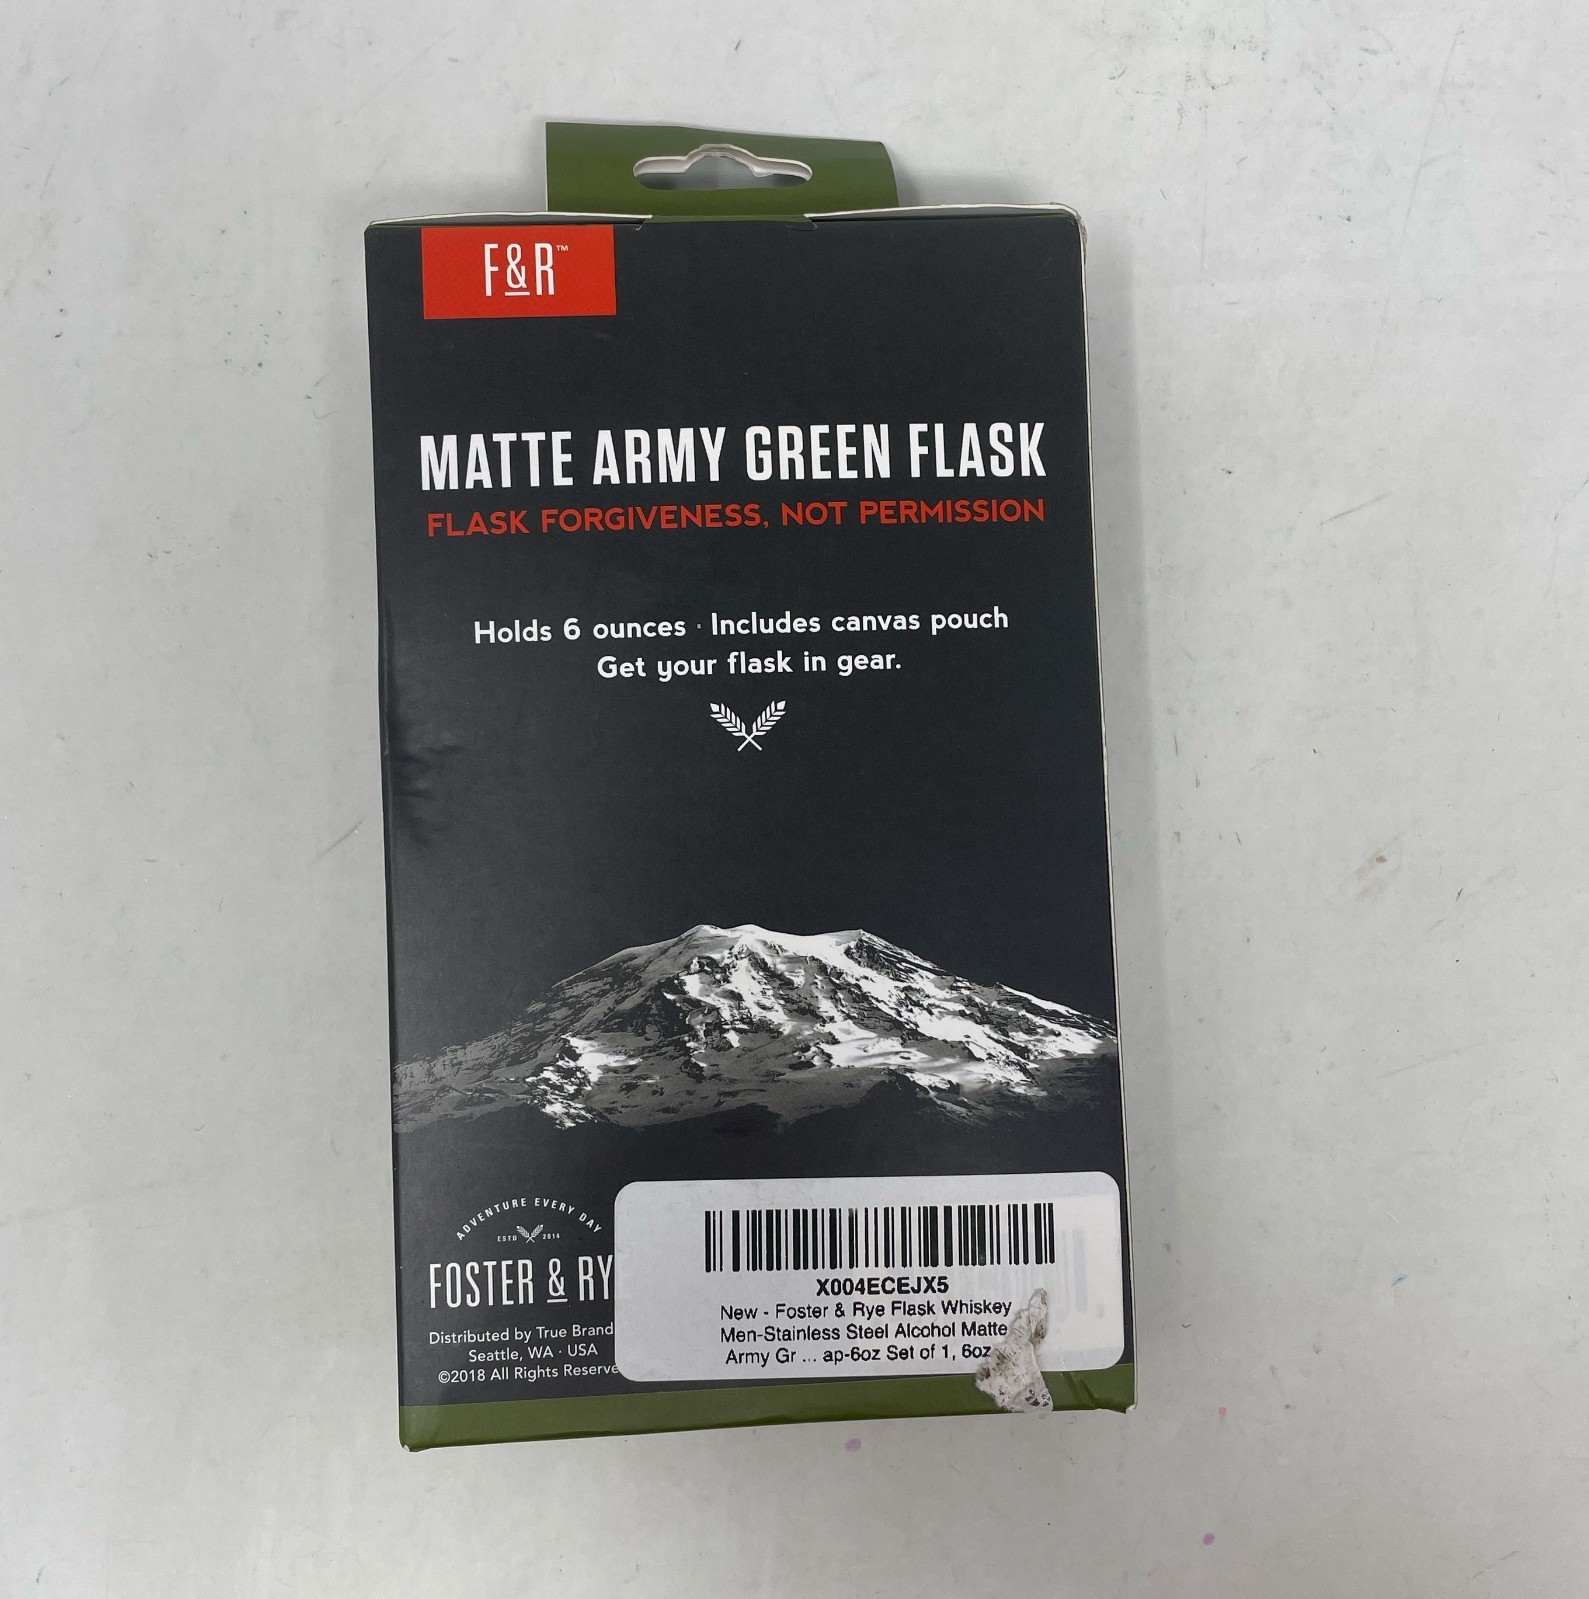 F&R™
MATTE ARMY GREEN FLASK
FLASK FORGIVENESS, NOT PERMISSION
Holds 6 ounces · Includes canvas pouch
Get your flask in gear.
ADVENTURE EVERY DAY
ESTD 2014
FOSTER & RY
Distributed by True Brand
Seattle, WA · USA
©2018 All Rights Reserve
X004ECEJX5
New - Foster & Rye Flask Whiskey
Men-Stainless Steel Alcohol Matte
Army Gr ... ap-6oz Set of 1, 6oz